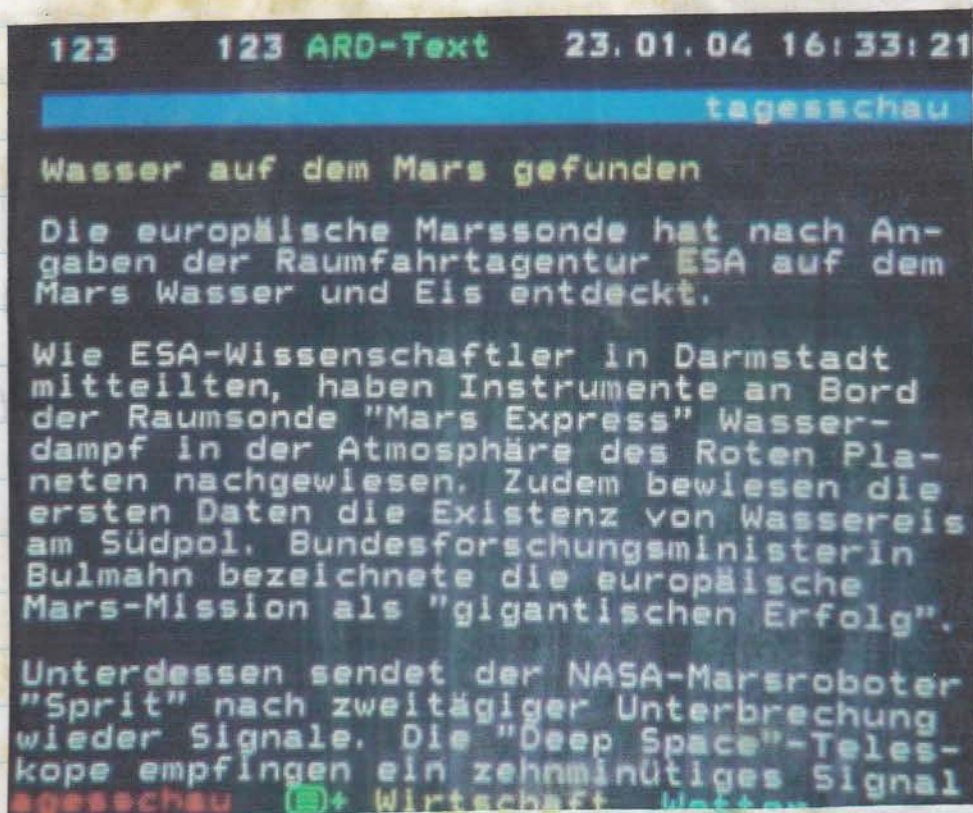 123 123 ARD-Text 23.01.04 16:33:21
tagesschau
Wasser auf dem Mars gefunden
Die europäische Marssonde hat nach An-
gaben der Raumfahrtagentur ESA auf dem
Mars Wasser und Eis entdeckt.
Wie ESA-Wissenschaftler in Darmstadt
mitteilten, haben Instrumente an Bord
der Raumsonde "Mars Express" Wasser-
dampf in der Atmosphäre des Roten Pla-
neten nachgewiesen. Zudem bewiesen die
ersten Daten die Existenz von Wassereis
am Südpol. Bundesforschungsministerin
Bulmahn bezeichnete die europäische
Mars-Mission als "gigantischen Erfolg".
Unterdessen sendet der NASA-Marsroboter
"Sprit" nach zweitägiger Unterbrechung
wieder Signale. Die "Deep Space"-Teles-
kope empfingen ein zehnminütiges Signal
agesschau + Wirtschaft Wetter